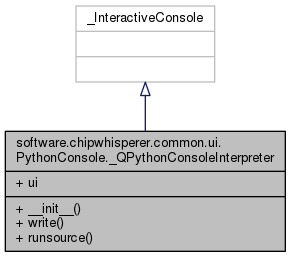 _InteractiveConsole
software.chipwhisperer.common.ui.
PythonConsole._QPythonConsoleInterpreter
+ ui
+ __init__()
+ write()
+ runsource()